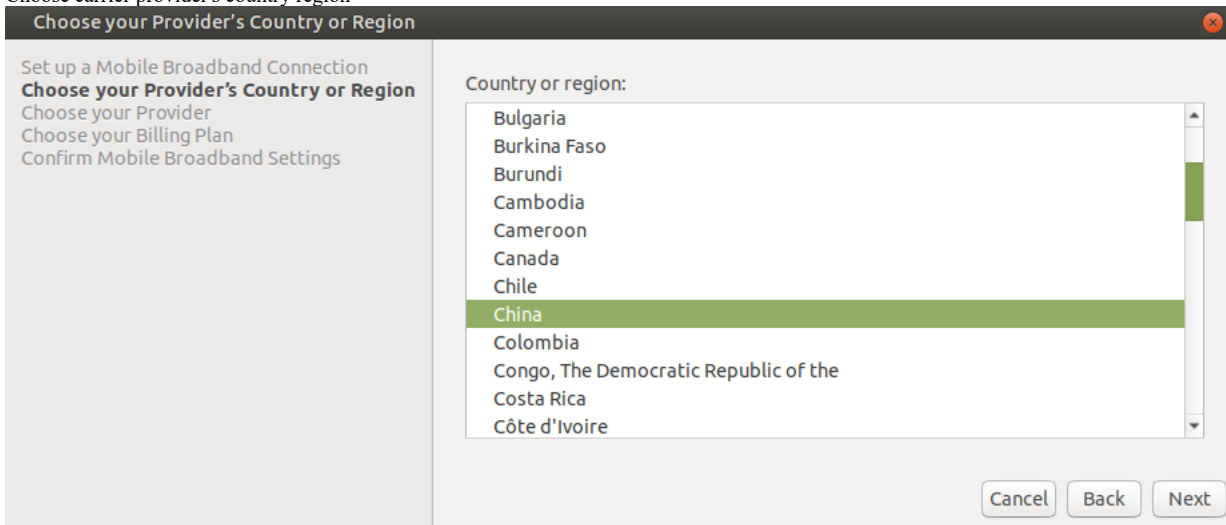 Choose carrier provider's country region
Choose your Provider's Country or Region
Set up a Mobile Broadband Connection
Choose your Provider's Country or Region
Choose your Provider
Choose your Billing Plan
Confirm Mobile Broadband Settings
Country or region:
Bulgaria
Burkina Faso
Burundi
Cambodia
Cameroon
Canada
Chile
China
Colombia
Congo, The Democratic Republic of the
Costa Rica
Côte d'Ivoire
Cancel Back Next